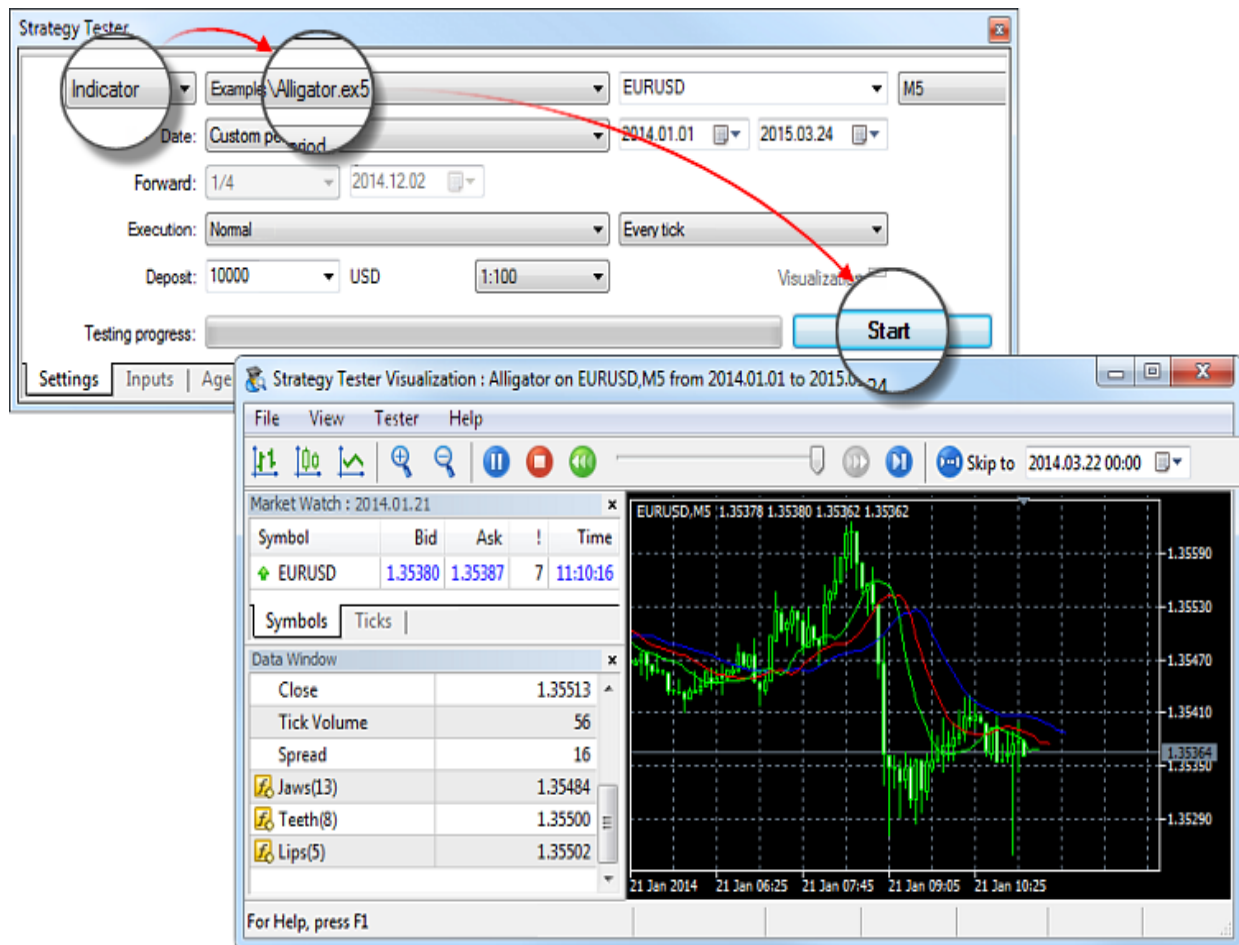 Strategy Tester
Indicator Examples\Alligator.ex5 EURUSD M5
Date: Custom period 2014.01.01 2015.03.24
Forward: 1/4 2014.12.02
Execution: Normal Every tick
Deposit: 10000 USD 1:100 Visualization
Testing progress: Start
Settings Inputs
Strategy Tester Visualization : Alligator on EURUSD,M5 from 2014.01.01 to 2015.03.24
File View Tester Help
Skip to 2014.03.22 00:00
Market Watch : 2014.01.21 x
Symbol Bid Ask ! Time
EURUSD 1.35380 1.35387 7 11:10:16
Symbols Ticks
Data Window x
Close 1.35513
Tick Volume 56
Spread 16
Jaws(13) 1.35484
Teeth(8) 1.35500
Lips(5) 1.35502
EURUSD,M5 1.35378 1.35380 1.35362 1.35362
1.35590
1.35530
1.35470
1.35410
1.35364
1.35350
1.35290
21 Jan 2014 21 Jan 06:25 21 Jan 07:45 21 Jan 09:05 21 Jan 10:25
For Help, press F1